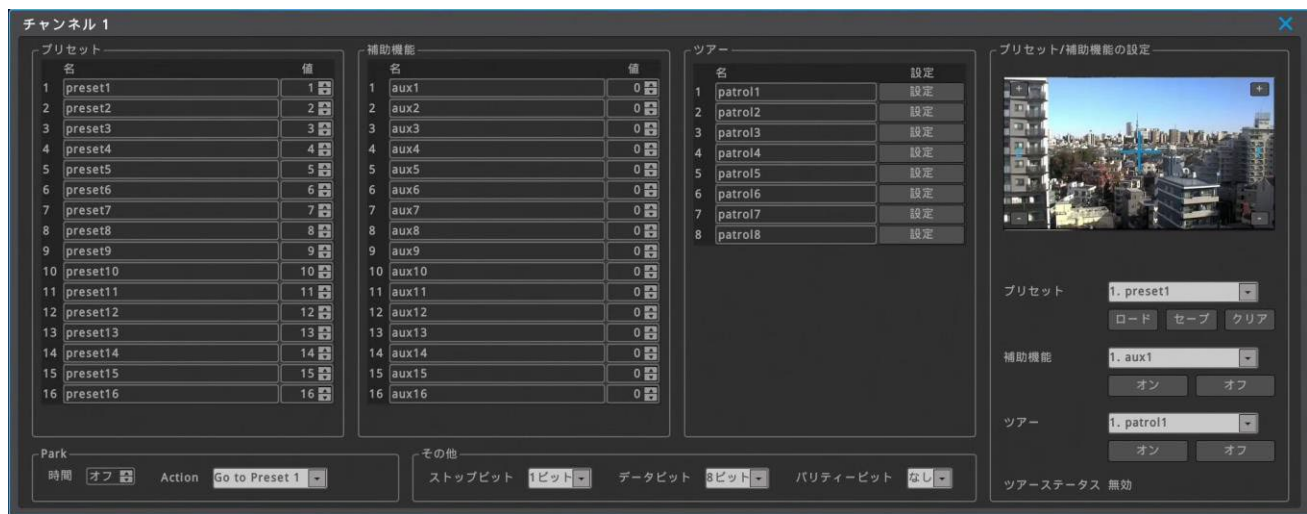 チャンネル 1
プリセット
名 値
1 preset1 1
2 preset2 2
3 preset3 3
4 preset4 4
5 preset5 5
6 preset6 6
7 preset7 7
8 preset8 8
9 preset9 9
10 preset10 10
11 preset11 11
12 preset12 12
13 preset13 13
14 preset14 14
15 preset15 15
16 preset16 16
補助機能
名 値
1 aux1 0
2 aux2 0
3 aux3 0
4 aux4 0
5 aux5 0
6 aux6 0
7 aux7 0
8 aux8 0
9 aux9 0
10 aux10 0
11 aux11 0
12 aux12 0
13 aux13 0
14 aux14 0
15 aux15 0
16 aux16 0
ツアー
名 設定
1 patrol1 設定
2 patrol2 設定
3 patrol3 設定
4 patrol4 設定
5 patrol5 設定
6 patrol6 設定
7 patrol7 設定
8 patrol8 設定
プリセット/補助機能の設定
プリセット 1. preset1
ロード セーブ クリア
補助機能 1. aux1
オン オフ
ツアー 1. patrol1
オン オフ
ツアーステータス 無効
Park
時間 オフ Action Go to Preset 1
その他
ストップビット 1ビット データビット 8ビット パリティービット なし